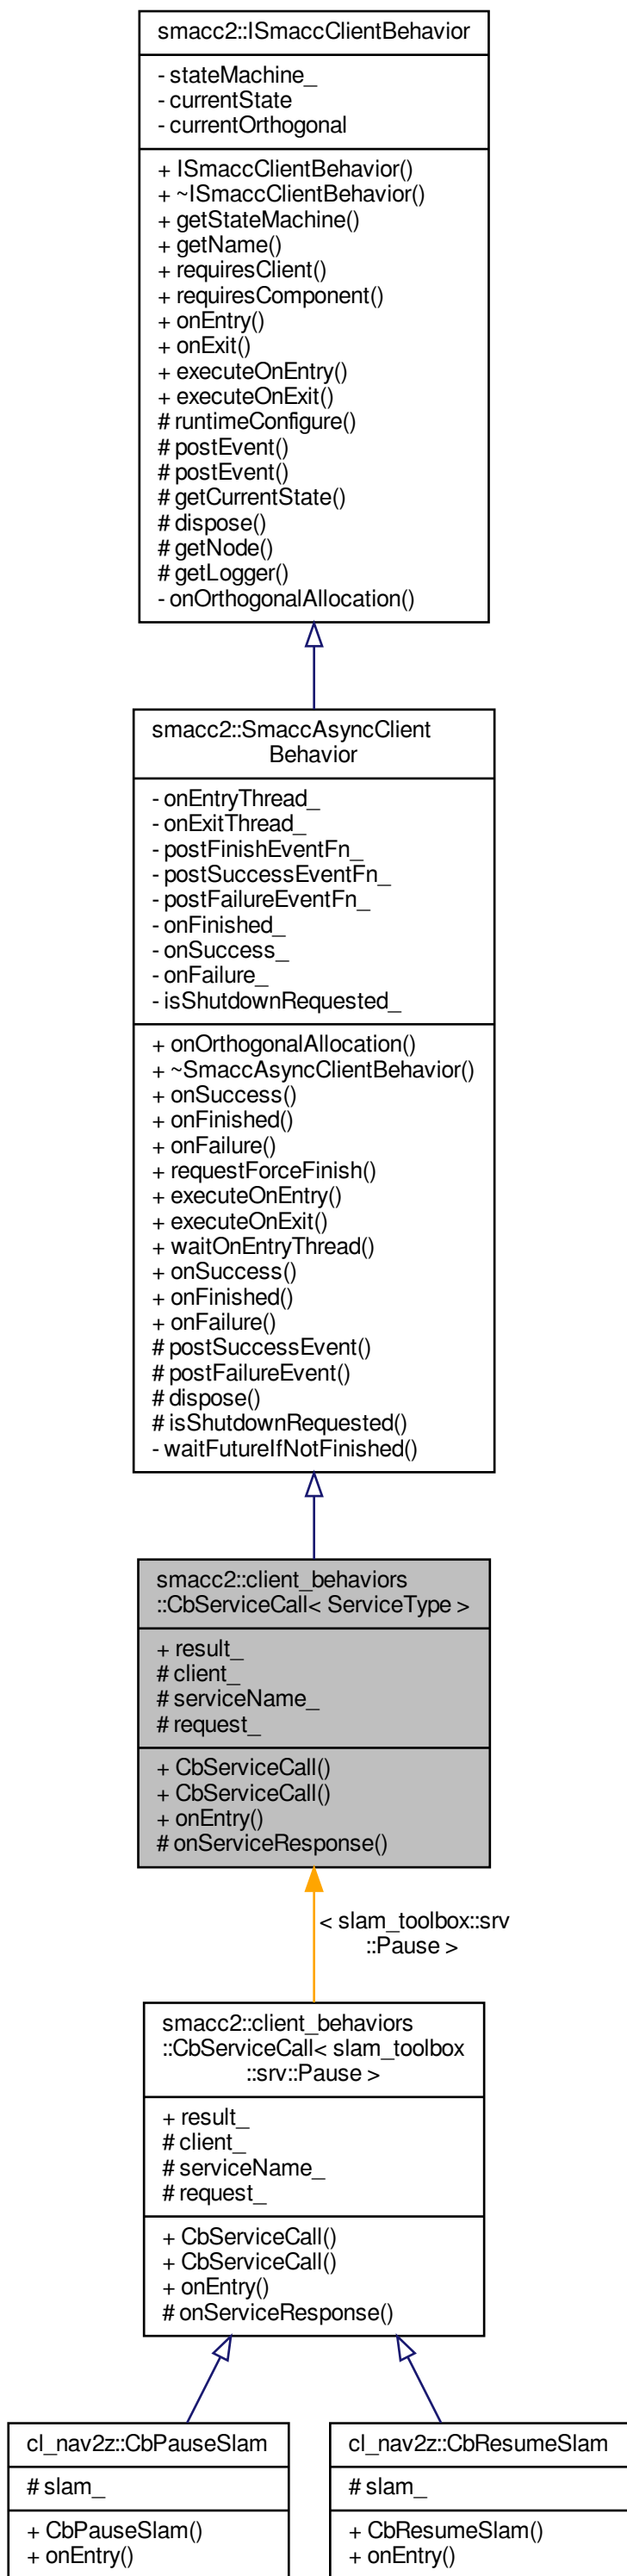 smacc2::ISmaccClientBehavior
- stateMachine_
- currentState
- currentOrthogonal
+ ISmaccClientBehavior()
+ ~ISmaccClientBehavior()
+ getStateMachine()
+ getName()
+ requiresClient()
+ requiresComponent()
+ onEntry()
+ onExit()
+ executeOnEntry()
+ executeOnExit()
# runtimeConfigure()
# postEvent()
# postEvent()
# getCurrentState()
# dispose()
# getNode()
# getLogger()
- onOrthogonalAllocation()
smacc2::SmaccAsyncClient
Behavior
- onEntryThread_
- onExitThread_
- postFinishEventFn_
- postSuccessEventFn_
- postFailureEventFn_
- onFinished_
- onSuccess_
- onFailure_
- isShutdownRequested_
+ onOrthogonalAllocation()
+ ~SmaccAsyncClientBehavior()
+ onSuccess()
+ onFinished()
+ onFailure()
+ requestForceFinish()
+ executeOnEntry()
+ executeOnExit()
+ waitOnEntryThread()
+ onSuccess()
+ onFinished()
+ onFailure()
# postSuccessEvent()
# postFailureEvent()
# dispose()
# isShutdownRequested()
- waitFutureIfNotFinished()
smacc2::client_behaviors
::CbServiceCall< ServiceType >
+ result_
# client_
# serviceName_
# request_
+ CbServiceCall()
+ CbServiceCall()
+ onEntry()
# onServiceResponse()
< slam_toolbox::srv
::Pause >
smacc2::client_behaviors
::CbServiceCall< slam_toolbox
::srv::Pause >
+ result_
# client_
# serviceName_
# request_
+ CbServiceCall()
+ CbServiceCall()
+ onEntry()
# onServiceResponse()
cl_nav2z::CbPauseSlam
# slam_
+ CbPauseSlam()
+ onEntry()
cl_nav2z::CbResumeSlam
# slam_
+ CbResumeSlam()
+ onEntry()